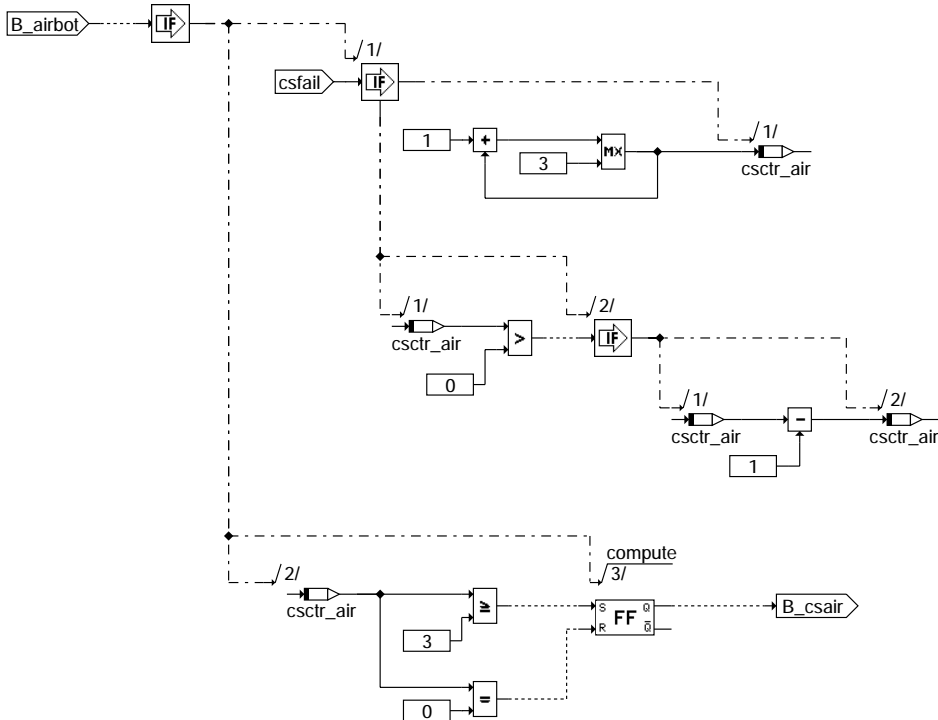 B_airbot
IF
/1/
csfail
IF
/1/
1
+
3
MX
csctr_air
/1/
/2/
csctr_air
>
IF
0
/1/
/2/
csctr_air
-
csctr_air
1
compute
/2/
/3/
csctr_air
≥
S
Q
FF
R
Q̅
B_csair
3
=
0